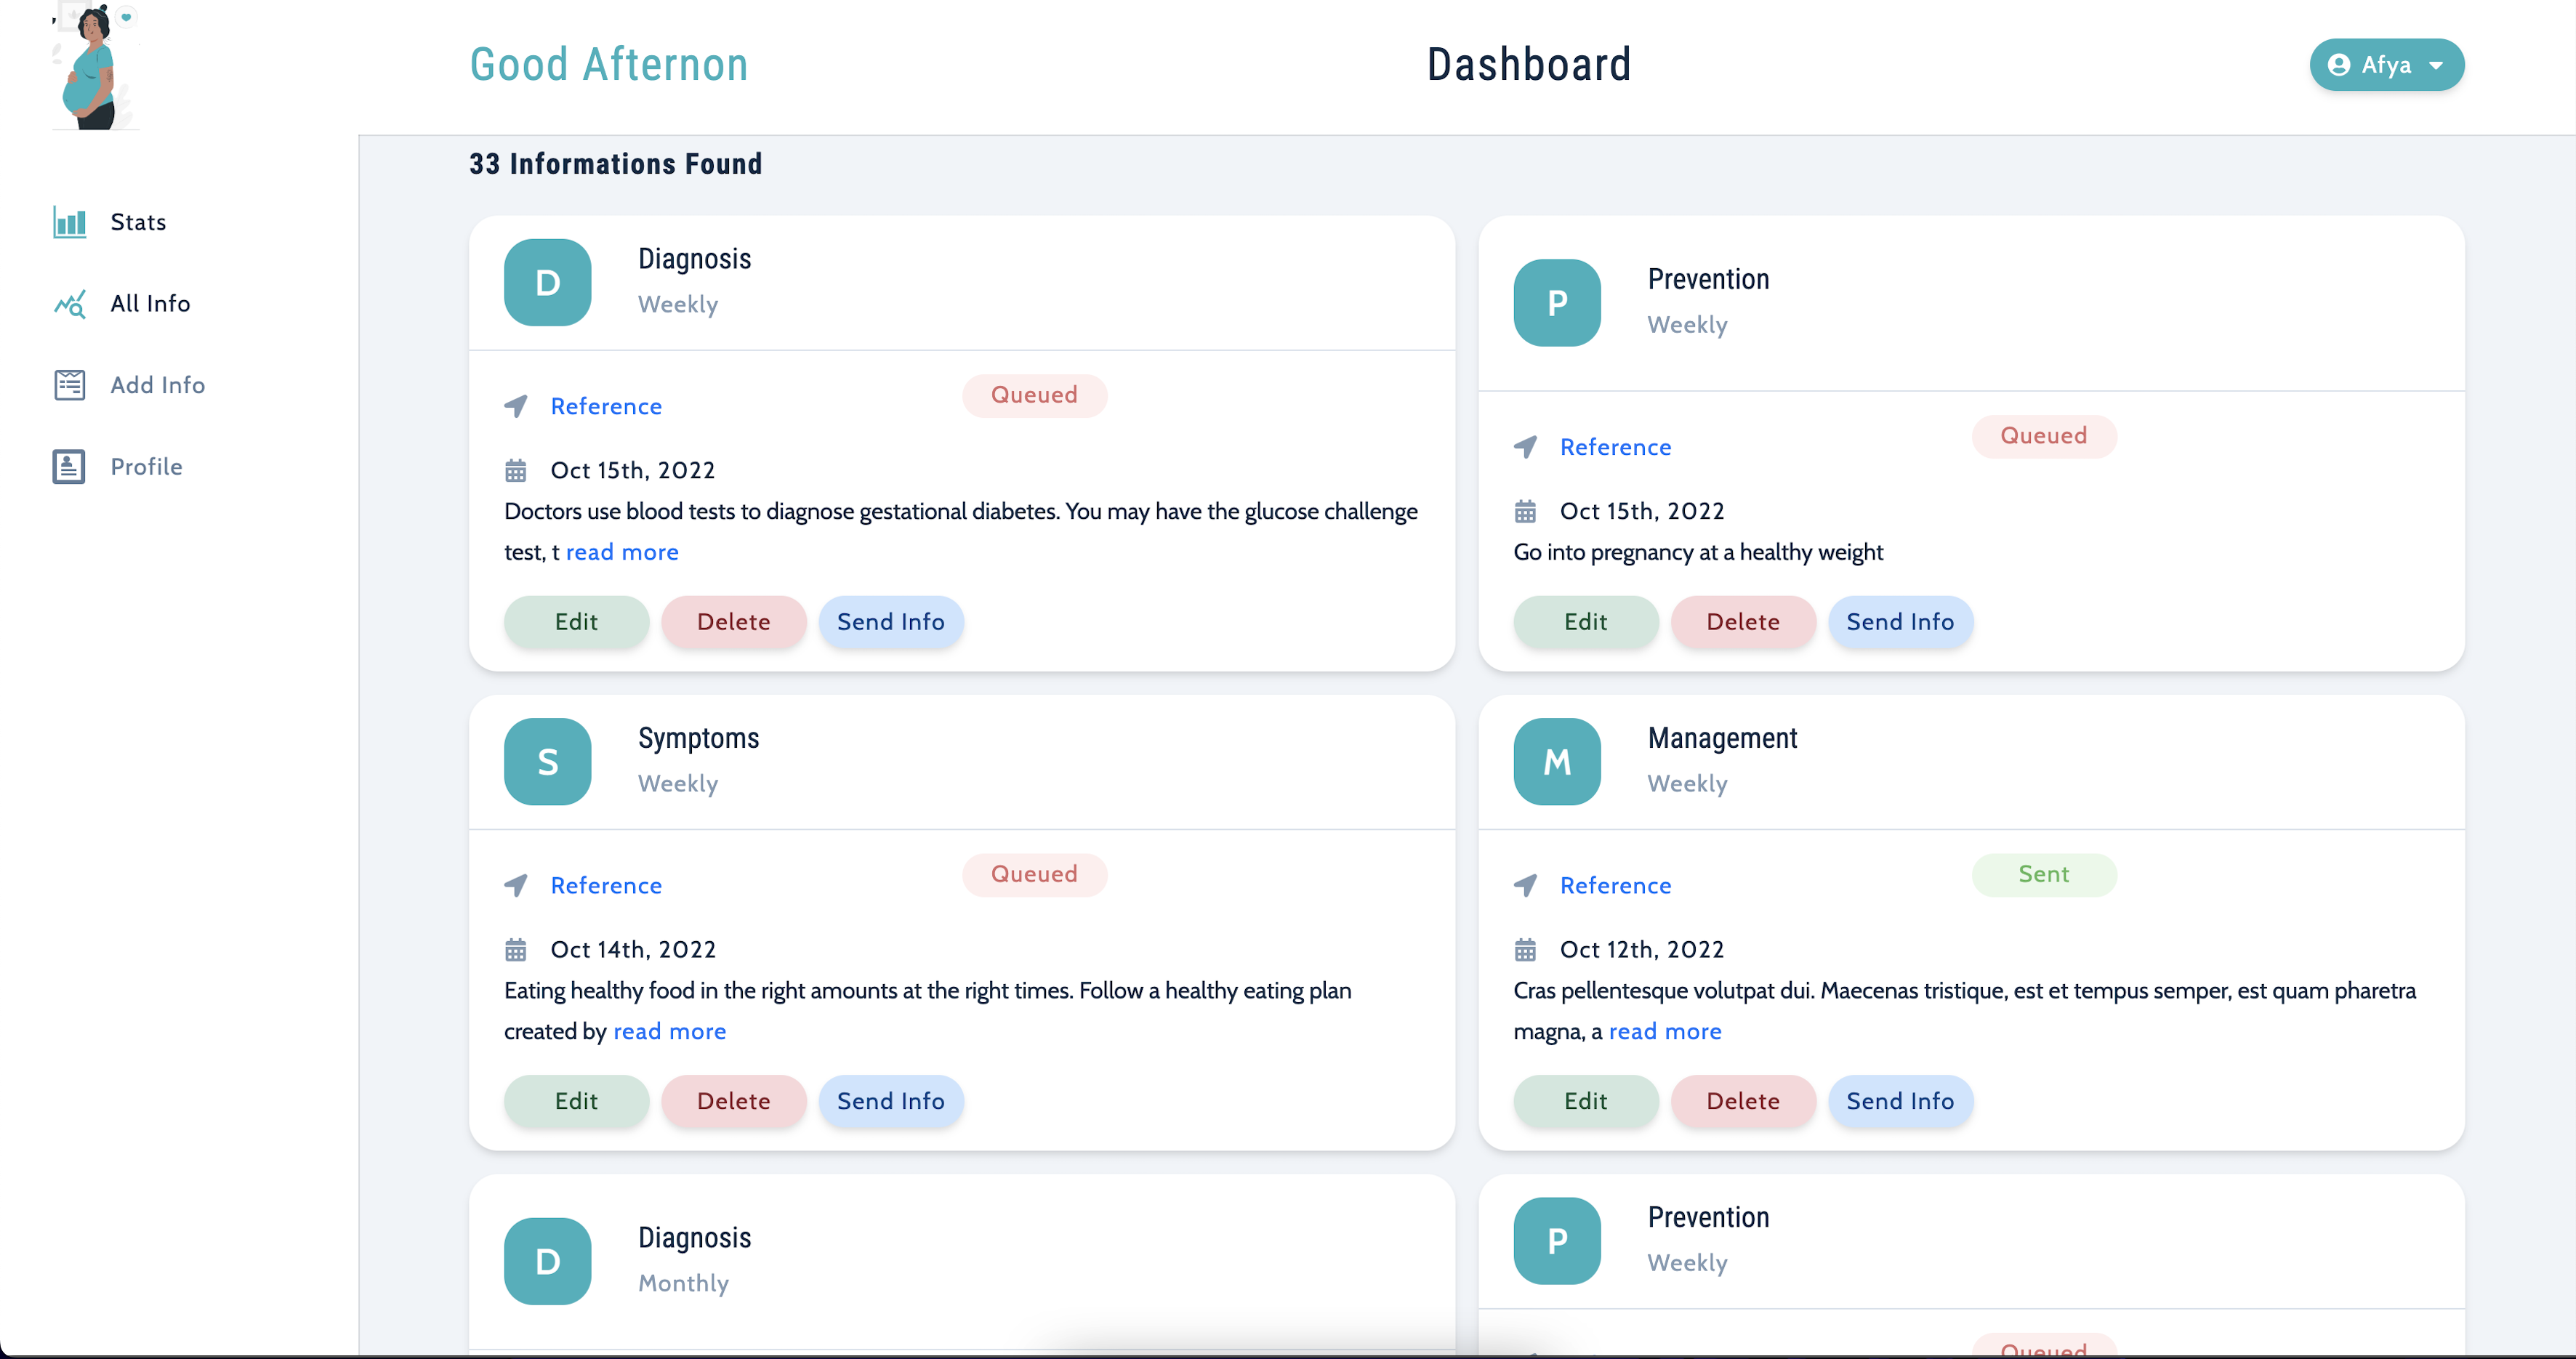 Good Afternon
Dashboard
Afya
Stats
All Info
Add Info
Profile
33 Informations Found
D
Diagnosis
Weekly
Reference
Queued
Oct 15th, 2022
Doctors use blood tests to diagnose gestational diabetes. You may have the glucose challenge
test, t read more
Edit
Delete
Send Info
P
Prevention
Weekly
Reference
Queued
Oct 15th, 2022
Go into pregnancy at a healthy weight
Edit
Delete
Send Info
S
Symptoms
Weekly
Reference
Queued
Oct 14th, 2022
Eating healthy food in the right amounts at the right times. Follow a healthy eating plan
created by read more
Edit
Delete
Send Info
M
Management
Weekly
Reference
Sent
Oct 12th, 2022
Cras pellentesque volutpat dui. Maecenas tristique, est et tempus semper, est quam pharetra
magna, a read more
Edit
Delete
Send Info
D
Diagnosis
Monthly
P
Prevention
Weekly
Queued